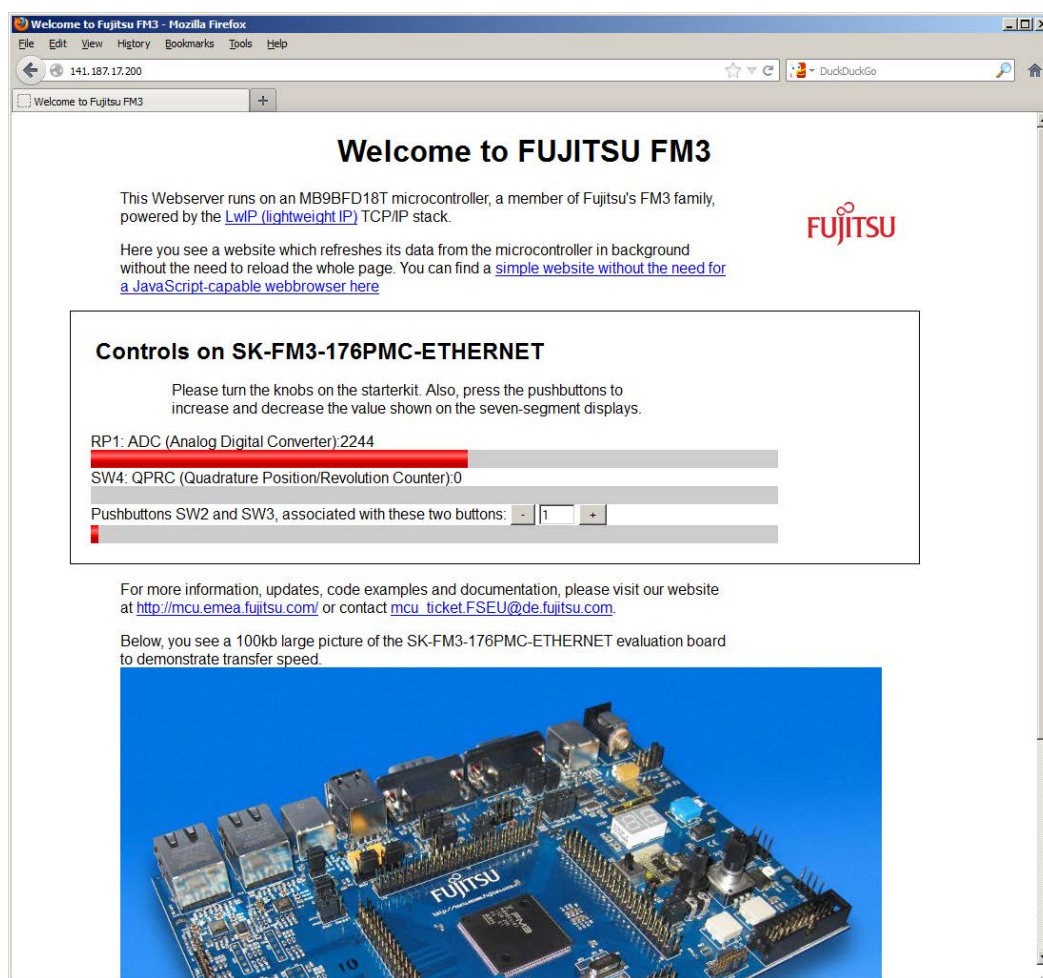 Welcome to Fujitsu FM3 - Mozilla Firefox
File Edit View History Bookmarks Tools Help
141.187.17.200
DuckDuckGo
Welcome to Fujitsu FM3
Welcome to FUJITSU FM3
This Webserver runs on an MB9BFD18T microcontroller, a member of Fujitsu's FM3 family,
powered by the LwIP (lightweight IP) TCP/IP stack.
FUJITSU
Here you see a website which refreshes its data from the microcontroller in background
without the need to reload the whole page. You can find a simple website without the need for
a JavaScript-capable webbrowser here
Controls on SK-FM3-176PMC-ETHERNET
Please turn the knobs on the starterkit. Also, press the pushbuttons to
increase and decrease the value shown on the seven-segment displays.
RP1: ADC (Analog Digital Converter):2244
SW4: QPRC (Quadrature Position/Revolution Counter):0
Pushbuttons SW2 and SW3, associated with these two buttons: - 1 +
For more information, updates, code examples and documentation, please visit our website
at http://mcu.emea.fujitsu.com/ or contact mcu_ticket.FSEU@de.fujitsu.com.
Below, you see a 100kb large picture of the SK-FM3-176PMC-ETHERNET evaluation board
to demonstrate transfer speed.
FUJITSU